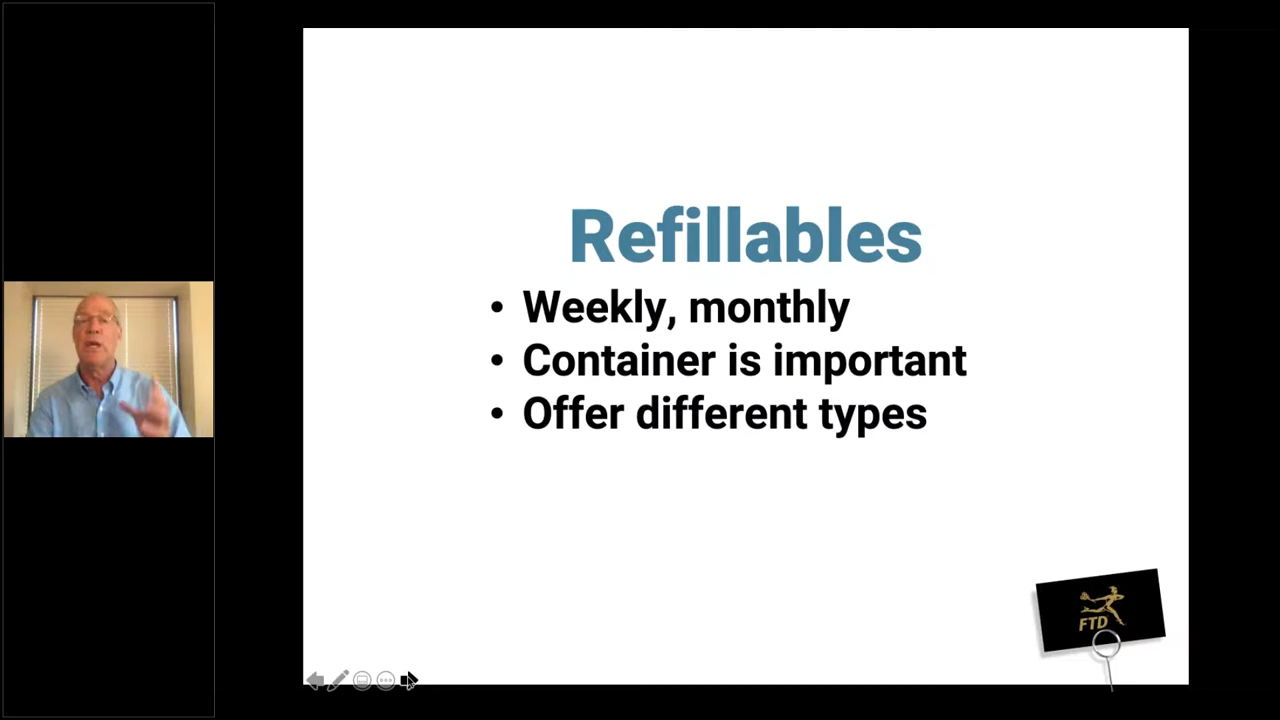 Refillables
• Weekly, monthly
• Container is important
• Offer different types
FTD